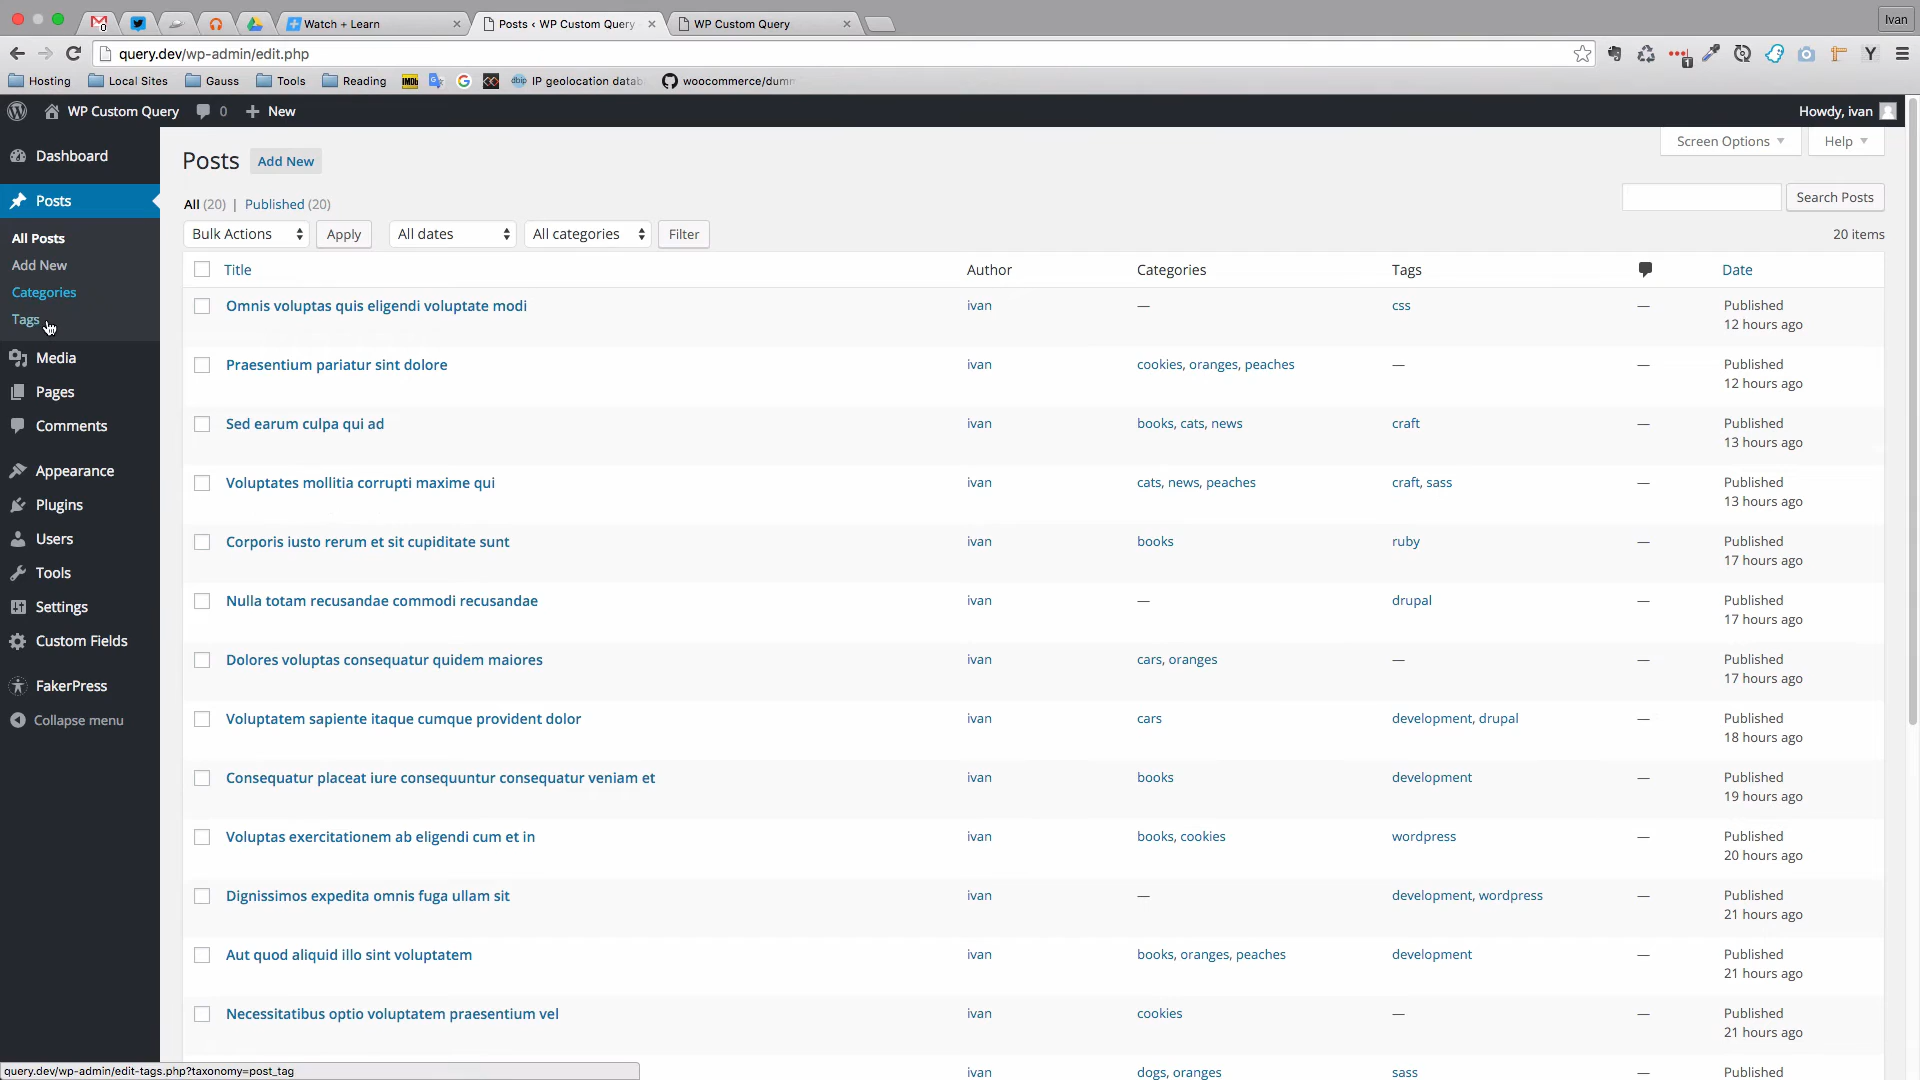 Watch + Learn
Posts ‹ WP Custom Query
WP Custom Query
Ivan
query.dev/wp-admin/edit.php
1
Hosting
Local Sites
Gauss
Tools
Reading
IMDb
dbip IP geolocation datab
woocommerce/dum
WP Custom Query
0
New
Howdy, ivan
Dashboard
Posts
All Posts
Add New
Categories
Tags
Media
Pages
Comments
Appearance
Plugins
Users
Tools
Settings
Custom Fields
FakerPress
Collapse menu
Posts Add New
Screen Options
Help
All (20) | Published (20)
Search Posts
Bulk Actions Apply All dates All categories Filter 20 items
Title Author Categories Tags Date
Omnis voluptas quis eligendi voluptate modi ivan — css — Published
12 hours ago
Praesentium pariatur sint dolore ivan cookies, oranges, peaches — — Published
12 hours ago
Sed earum culpa qui ad ivan books, cats, news craft — Published
13 hours ago
Voluptates mollitia corrupti maxime qui ivan cats, news, peaches craft, sass — Published
13 hours ago
Corporis iusto rerum et sit cupiditate sunt ivan books ruby — Published
17 hours ago
Nulla totam recusandae commodi recusandae ivan — drupal — Published
17 hours ago
Dolores voluptas consequatur quidem maiores ivan cars, oranges — — Published
17 hours ago
Voluptatem sapiente itaque cumque provident dolor ivan cars development, drupal — Published
18 hours ago
Consequatur placeat iure consequuntur consequatur veniam et ivan books development — Published
19 hours ago
Voluptas exercitationem ab eligendi cum et in ivan books, cookies wordpress — Published
20 hours ago
Dignissimos expedita omnis fuga ullam sit ivan — development, wordpress — Published
21 hours ago
Aut quod aliquid illo sint voluptatem ivan books, oranges, peaches development — Published
21 hours ago
Necessitatibus optio voluptatem praesentium vel ivan cookies — — Published
21 hours ago
ivan dogs, oranges sass — Published
query.dev/wp-admin/edit-tags.php?taxonomy=post_tag